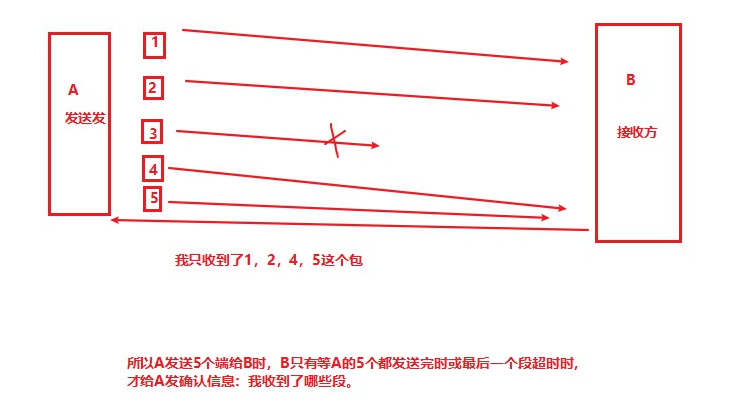 1
A
发送发
2
B
接收方
3
4
5
我只收到了1，2，4，5这个包
所以A发送5个端给B时，B只有等A的5个都发送完时或最后一个段超时时，
才给A发确认信息：我收到了哪些段。